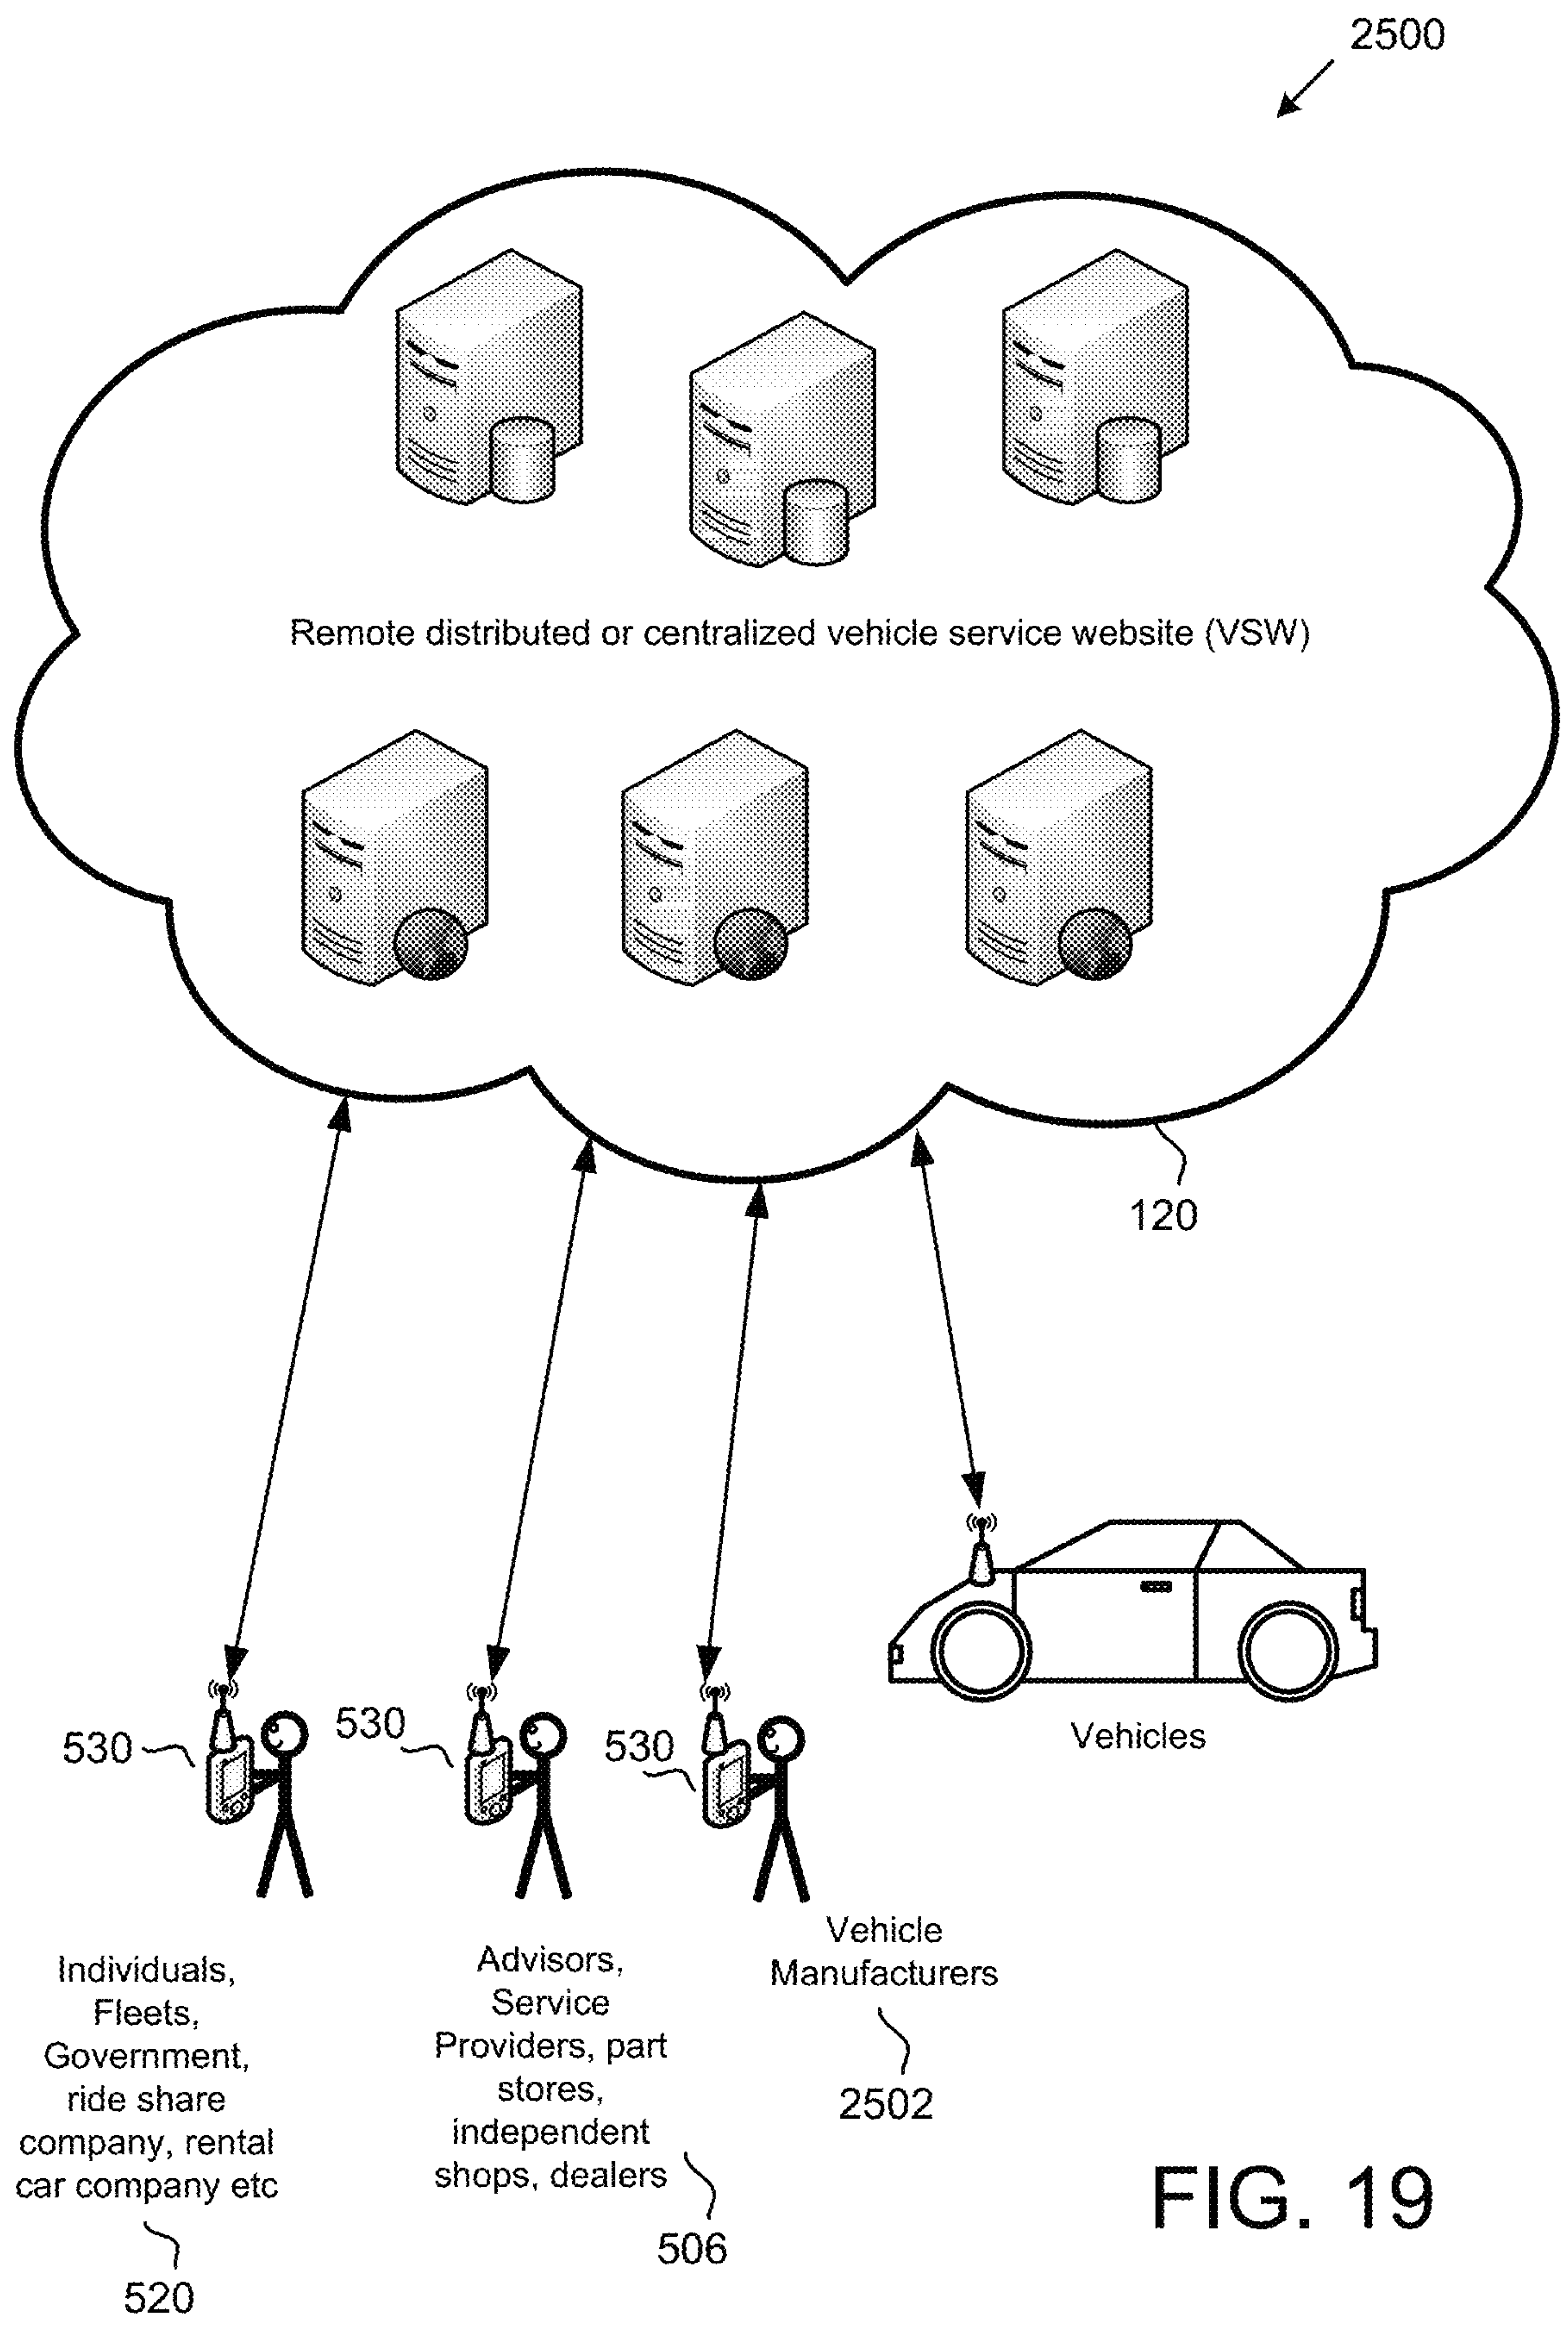 2500
Remote distributed or centralized vehicle service website (VSW)
120
530
530
530
Vehicles
Individuals,
Fleets,
Government,
ride share
company, rental
car company etc
520
Advisors,
Service
Providers, part
stores,
independent
shops, dealers
506
Vehicle
Manufacturers
2502
FIG. 19